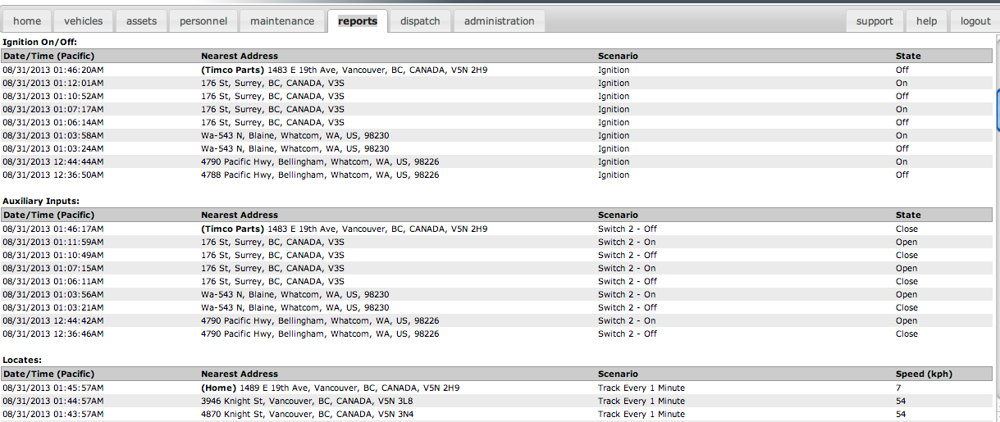 home vehicles assets personnel maintenance reports dispatch administration support help logout
Ignition On/Off:
Date/Time (Pacific) Nearest Address Scenario State
08/31/2013 01:46:20AM (Timco Parts) 1483 E 19th Ave, Vancouver, BC, CANADA, V5N 2H9 Ignition Off
08/31/2013 01:12:01AM 176 St, Surrey, BC, CANADA, V3S Ignition On
08/31/2013 01:10:52AM 176 St, Surrey, BC, CANADA, V3S Ignition Off
08/31/2013 01:07:17AM 176 St, Surrey, BC, CANADA, V3S Ignition On
08/31/2013 01:06:14AM 176 St, Surrey, BC, CANADA, V3S Ignition Off
08/31/2013 01:03:58AM Wa-543 N, Blaine, Whatcom, WA, US, 98230 Ignition On
08/31/2013 01:03:24AM Wa-543 N, Blaine, Whatcom, WA, US, 98230 Ignition Off
08/31/2013 12:44:44AM 4790 Pacific Hwy, Bellingham, Whatcom, WA, US, 98226 Ignition On
08/31/2013 12:36:50AM 4788 Pacific Hwy, Bellingham, Whatcom, WA, US, 98226 Ignition Off
Auxiliary Inputs:
Date/Time (Pacific) Nearest Address Scenario State
08/31/2013 01:46:17AM (Timco Parts) 1483 E 19th Ave, Vancouver, BC, CANADA, V5N 2H9 Switch 2 - Off Close
08/31/2013 01:11:59AM 176 St, Surrey, BC, CANADA, V3S Switch 2 - On Open
08/31/2013 01:10:49AM 176 St, Surrey, BC, CANADA, V3S Switch 2 - Off Close
08/31/2013 01:07:15AM 176 St, Surrey, BC, CANADA, V3S Switch 2 - On Open
08/31/2013 01:06:11AM 176 St, Surrey, BC, CANADA, V3S Switch 2 - Off Close
08/31/2013 01:03:56AM Wa-543 N, Blaine, Whatcom, WA, US, 98230 Switch 2 - On Open
08/31/2013 01:03:21AM Wa-543 N, Blaine, Whatcom, WA, US, 98230 Switch 2 - Off Close
08/31/2013 12:44:42AM 4790 Pacific Hwy, Bellingham, Whatcom, WA, US, 98226 Switch 2 - On Open
08/31/2013 12:36:46AM 4790 Pacific Hwy, Bellingham, Whatcom, WA, US, 98226 Switch 2 - Off Close
Locates:
Date/Time (Pacific) Nearest Address Scenario Speed (kph)
08/31/2013 01:45:57AM (Home) 1489 E 19th Ave, Vancouver, BC, CANADA, V5N 2H9 Track Every 1 Minute 7
08/31/2013 01:44:57AM 3946 Knight St, Vancouver, BC, CANADA, V5N 3L8 Track Every 1 Minute 54
08/31/2013 01:43:57AM 4870 Knight St, Vancouver, BC, CANADA, V5N 3N4 Track Every 1 Minute 54